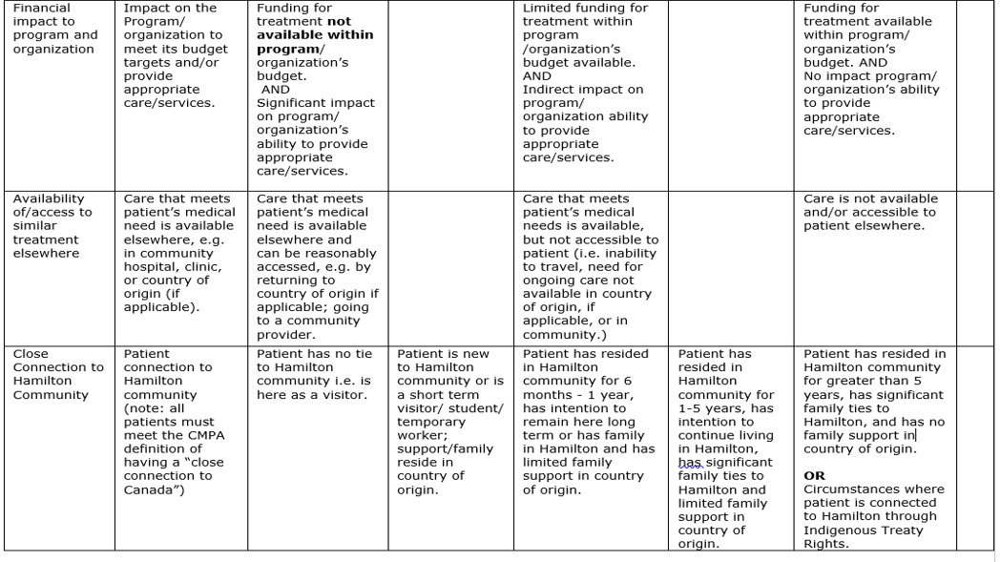 Financial
impact to
program and
organization
Impact on the
Program/
organization to
meet its budget
targets and/or
provide
appropriate
care/services.
Funding for
treatment not
available within
program/
organization's
budget.
AND
Significant impact
on program/
organization's
ability to provide
appropriate
care/services.
Limited funding for
treatment within
program
/organization's
budget available.
AND
Indirect impact on
program/
organization ability
to provide
appropriate
care/services.
Funding for
treatment available
within program/
organization's
budget. AND
No impact program/
organization's ability
to provide
appropriate
care/services.
Availability
of/access to
similar
treatment
elsewhere
Care that meets
patient's medical
need is available
elsewhere, e.g.
in community
hospital, clinic,
or country of
origin (if
applicable).
Care that meets
patient's medical
need is available
elsewhere and
can be reasonably
accessed, e.g. by
returning to
country of origin if
applicable; going
to a community
provider.
Care that meets
patient's medical
needs is available,
but not accessible to
patient (i.e. inability
to travel, need for
ongoing care not
available in country
of origin, if
applicable, or in
community.)
Care is not available
and/or accessible to
patient elsewhere.
Close
Connection to
Hamilton
Community
Patient
connection to
Hamilton
community
(note: all
patients must
meet the CMPA
definition of
having a "close
connection to
Canada")
Patient has no tie
to Hamilton
community i.e. is
here as a visitor.
Patient is new
to Hamilton
community or is
a short term
visitor/ student/
temporary
worker;
support/family
reside in
country of
origin.
Patient has resided
in Hamilton
community for 6
months - 1 year,
has intention to
remain here long
term or has family
in Hamilton and has
limited family
support in country
of origin.
Patient has
resided in
Hamilton
community for
1-5 years, has
intention to
continue living
in Hamilton,
has significant
family ties to
Hamilton and
limited family
support in
country of
origin.
Patient has resided in
Hamilton community
for greater than 5
years, has significant
family ties to
Hamilton, and has no
family support in
country of origin.
OR
Circumstances where
patient is connected
to Hamilton through
Indigenous Treaty
Rights.